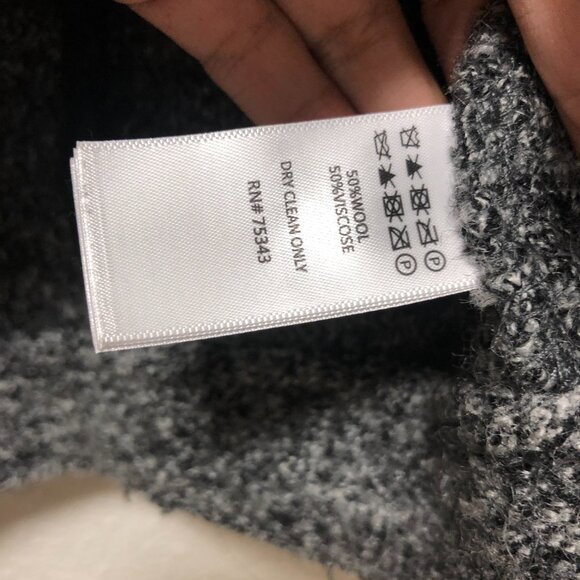 50%WOOL
50%VISCOSE
DRY CLEAN ONLY
RN# 75343
P
P